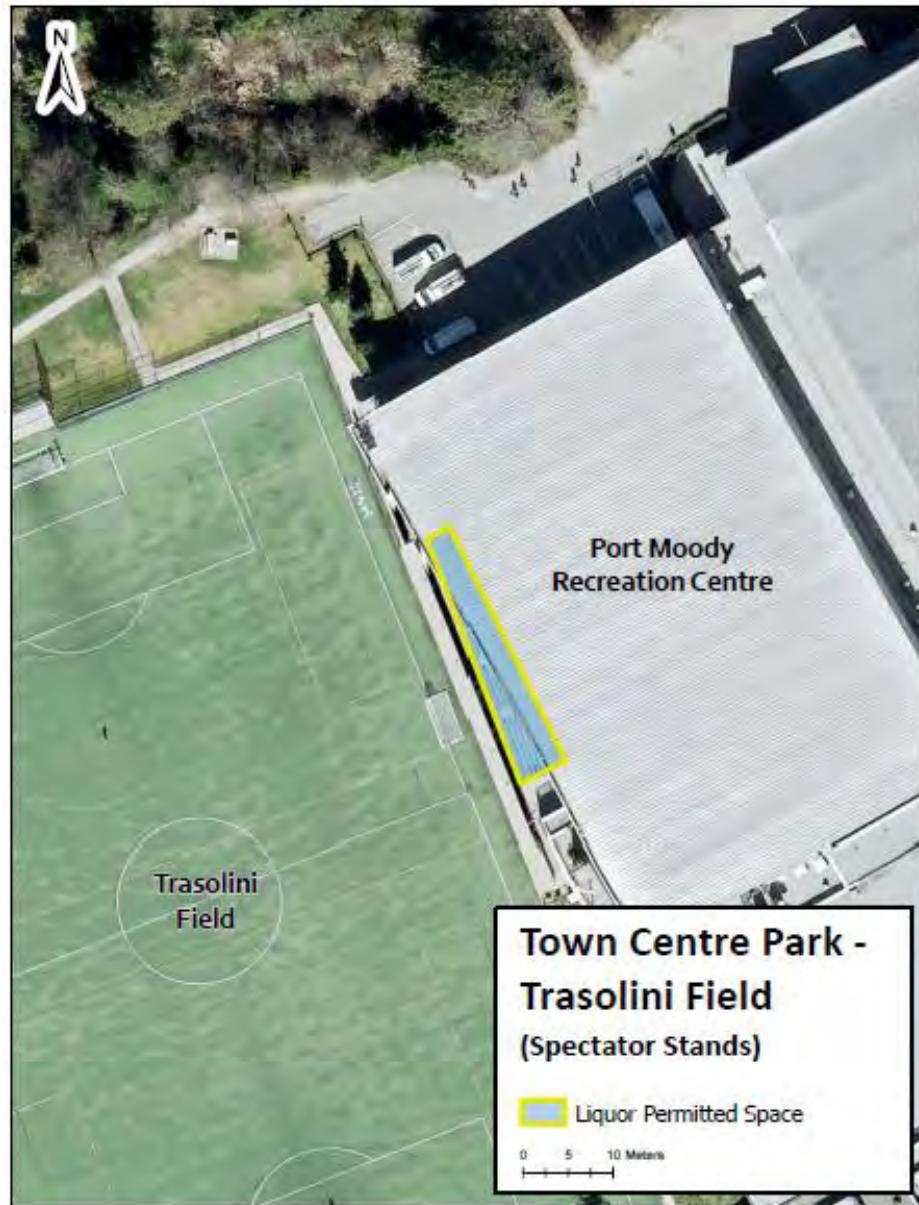 N
Port Moody
Recreation Centre
Trasolini
Field
Town Centre Park -
Trasolini Field
(Spectator Stands)
Liquor Permitted Space
0 5 10 Meters